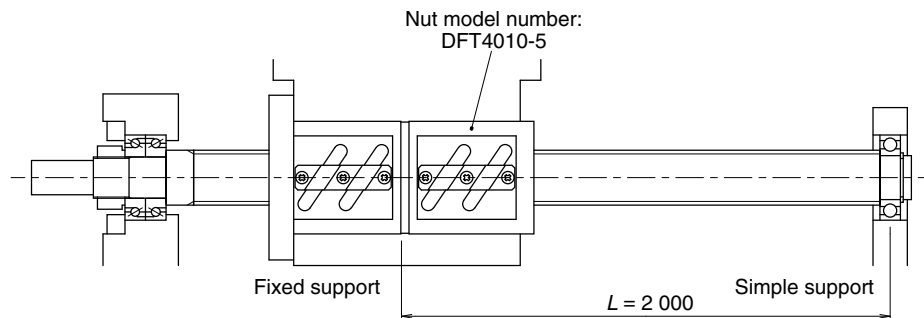 Nut model number:
DFT4010-5
Fixed support
Simple support
L = 2 000